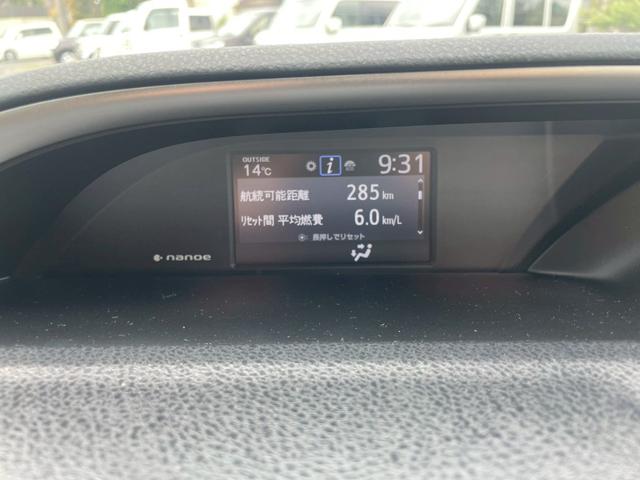 OUTSIDE
14℃
i
9:31
航続可能距離 285 km
ﾘｾｯﾄ間 平均燃費 6.0 km/L
長押しでリセット
nanoe